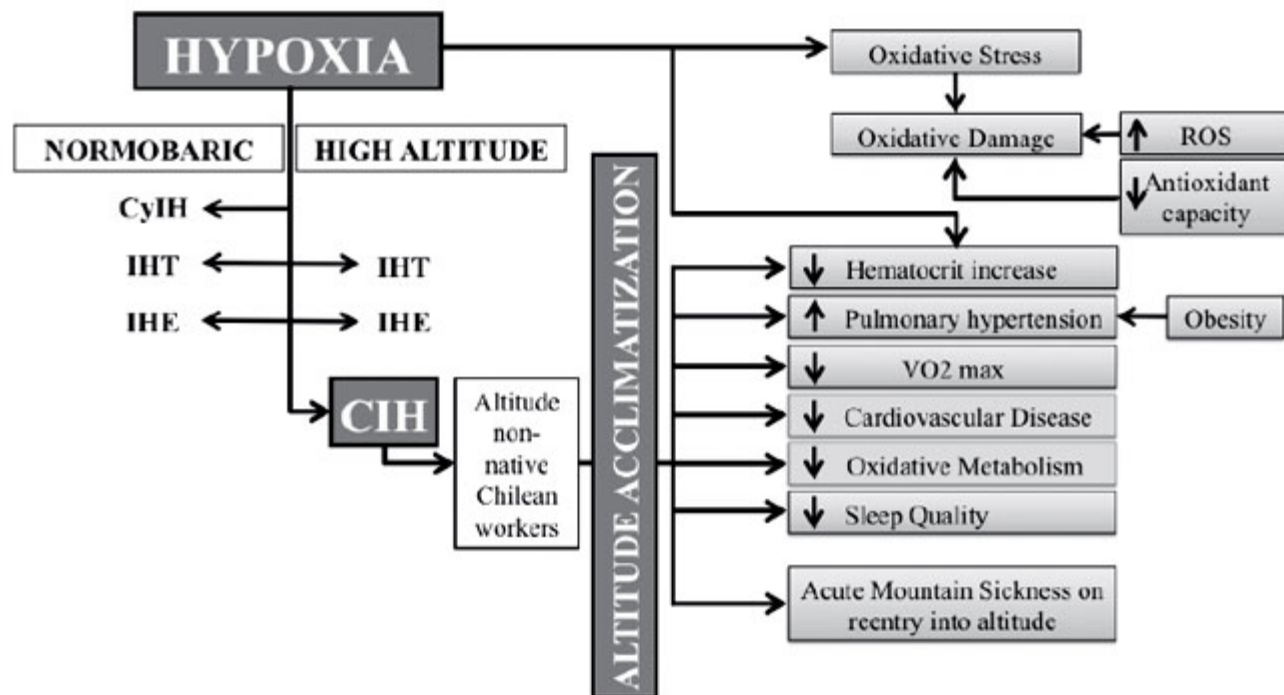 HYPOXIA
NORMOBARIC
HIGH ALTITUDE
CyIH
IHT
IHT
IHE
IHE
CIH
Altitude
non-
native
Chilean
workers
ALTITUDE ACCLIMATIZATION
Oxidative Stress
Oxidative Damage
ROS
Antioxidant
capacity
Hematocrit increase
Pulmonary hypertension
Obesity
VO2 max
Cardiovascular Disease
Oxidative Metabolism
Sleep Quality
Acute Mountain Sickness on
reentry into altitude